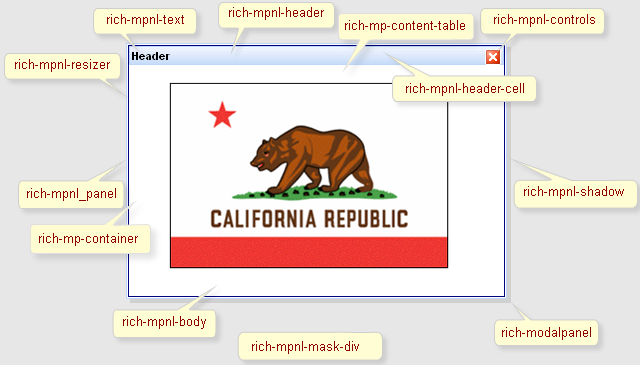 rich-mpnl-text
rich-mpnl-header
rich-mp-content-table
rich-mpnl-controls
Header
rich-mpnl-resizer
rich-mpnl-header-cell
rich-mpnl_panel
rich-mpnl-shadow
CALIFORNIA REPUBLIC
rich-mp-container
rich-mpnl-body
rich-modalpanel
rich-mpnl-mask-div